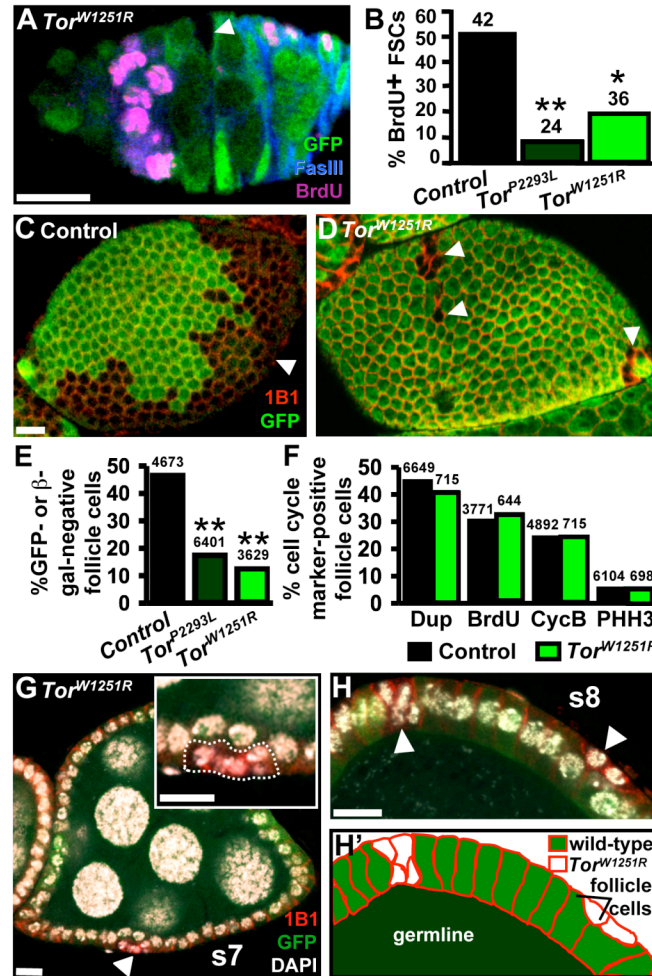 A Tor^W1251R
GFP
FasIII
BrdU
B
% BrdU+ FSCs
60
50
40
30
20
10
0
42
**
24
*
36
Control
Tor^P2293L
Tor^W1251R
C Control
1B1
GFP
D Tor^W1251R
E
%GFP- or β-
gal-negative
follicle cells
50
40
30
20
10
0
4673
**
6401
**
3629
Control
Tor^P2293L
Tor^W1251R
F
% cell cycle
marker-positive
follicle cells
50
40
30
20
10
0
6649
715
3771
644
4892
715
6104
698
Dup BrdU CycB PHH3
Control Tor^W1251R
G Tor^W1251R
1B1
GFP
DAPI
s7
H
s8
H'
wild-type
Tor^W1251R
follicle
cells
germline